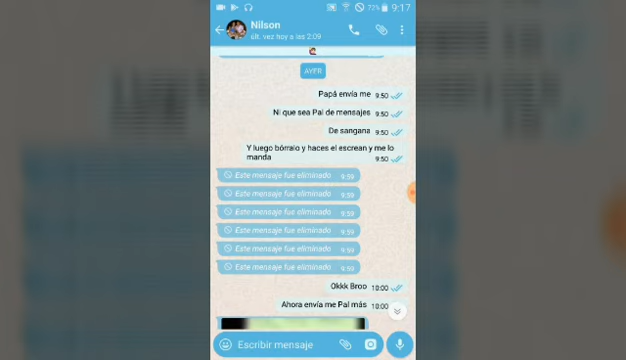 72% 9:17
Nilson
últ. vez hoy a las 2:09
AYER
Papá envía me 9:50
Ni que sea Pal de mensajes 9:50
De sangana 9:50
Y luego bórralo y haces el escrean y me lo
manda 9:50
Este mensaje fue eliminado 9:59
Este mensaje fue eliminado 9:59
Este mensaje fue eliminado 9:59
Este mensaje fue eliminado 9:59
Este mensaje fue eliminado 9:59
Este mensaje fue eliminado 9:59
Okkk Broo 10:00
Ahora envía me Pal más 10:00
Escribir mensaje